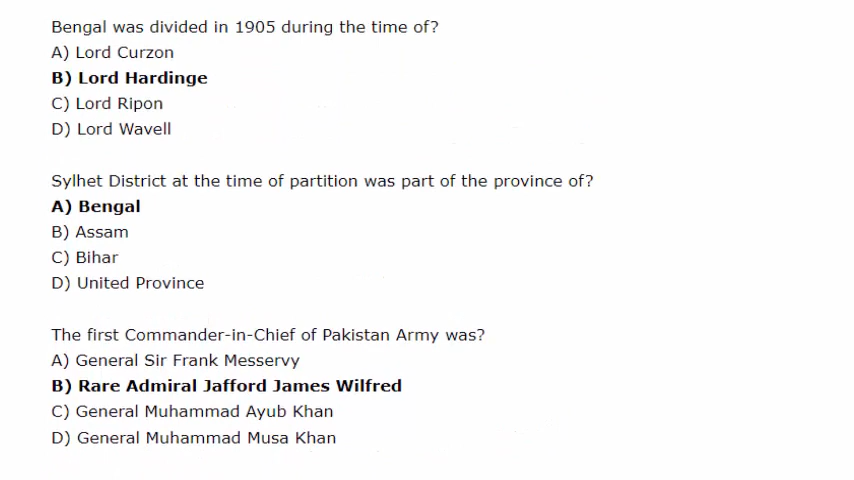 Bengal was divided in 1905 during the time of?
A) Lord Curzon
B) Lord Hardinge
C) Lord Ripon
D) Lord Wavell
Sylhet District at the time of partition was part of the province of?
A) Bengal
B) Assam
C) Bihar
D) United Province
The first Commander-in-Chief of Pakistan Army was?
A) General Sir Frank Messervy
B) Rare Admiral Jafford James Wilfred
C) General Muhammad Ayub Khan
D) General Muhammad Musa Khan